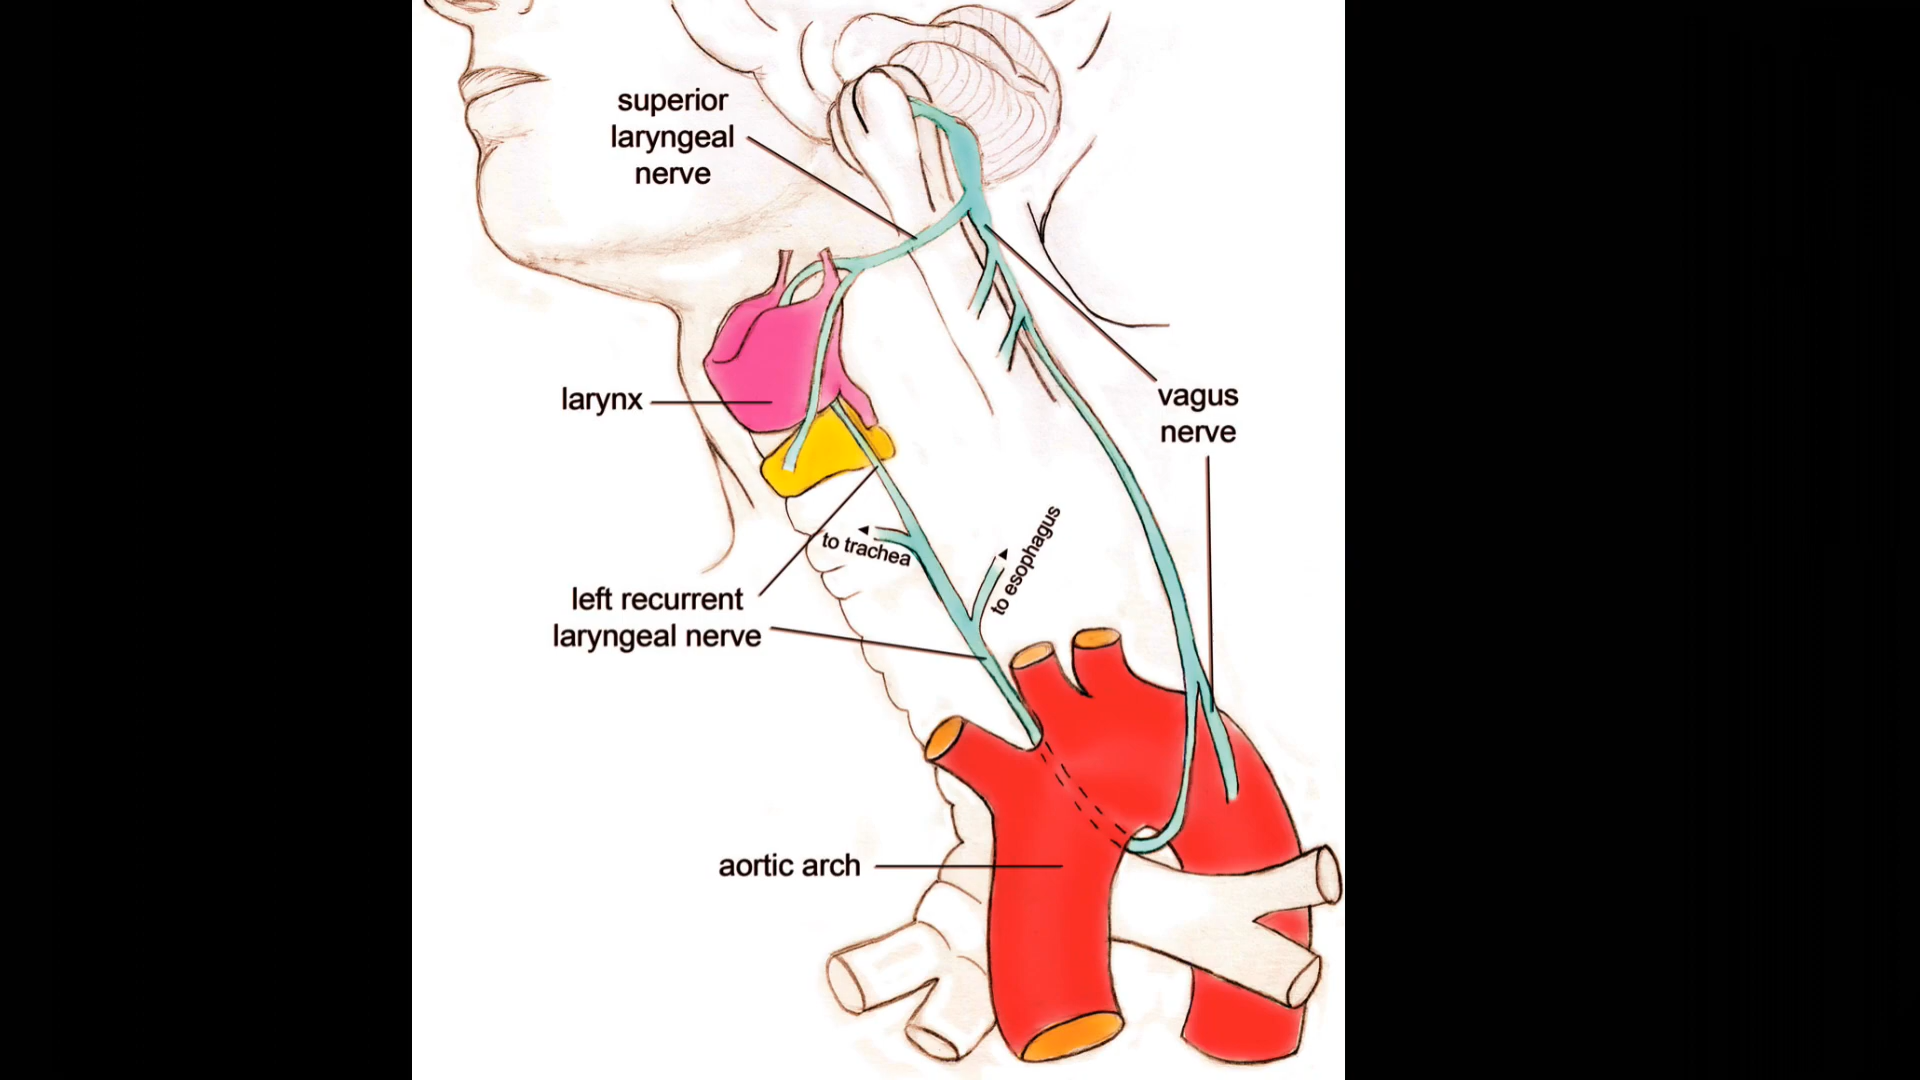 superior
laryngeal
nerve
larynx
vagus
nerve
to trachea
to esophagus
left recurrent
laryngeal nerve
aortic arch